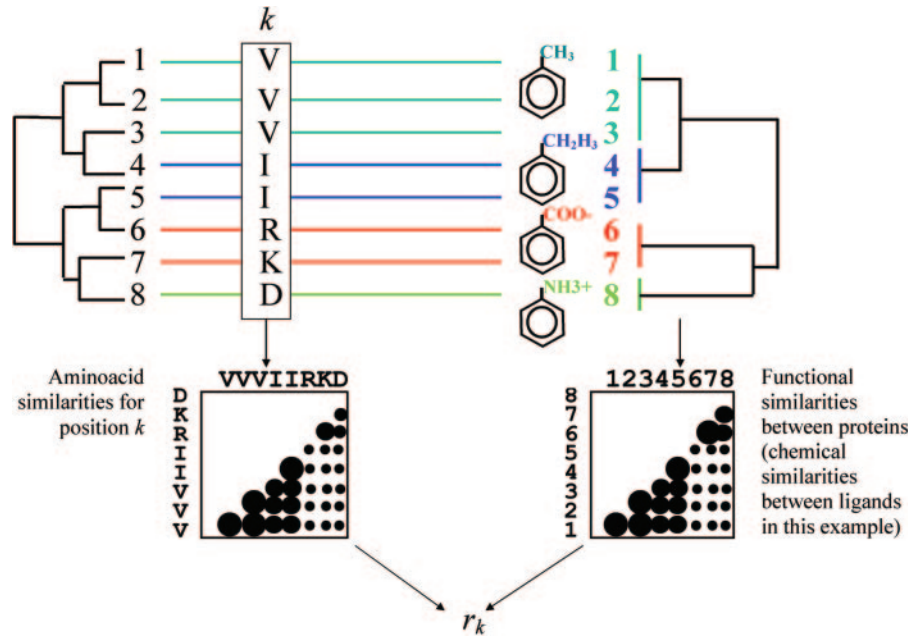 k
1 V CH3 1
2 V 2
3 V 3
4 I CH2H3 4
5 I 5
6 R COO- 6
7 K 7
8 D NH3+ 8
Aminoacid
similarities for
position k
VVVIIRKD
D
K
R
I
I
V
V
V
12345678
8
7
6
5
4
3
2
1
Functional
similarities
between proteins
(chemical
similarities
between ligands
in this example)
rk